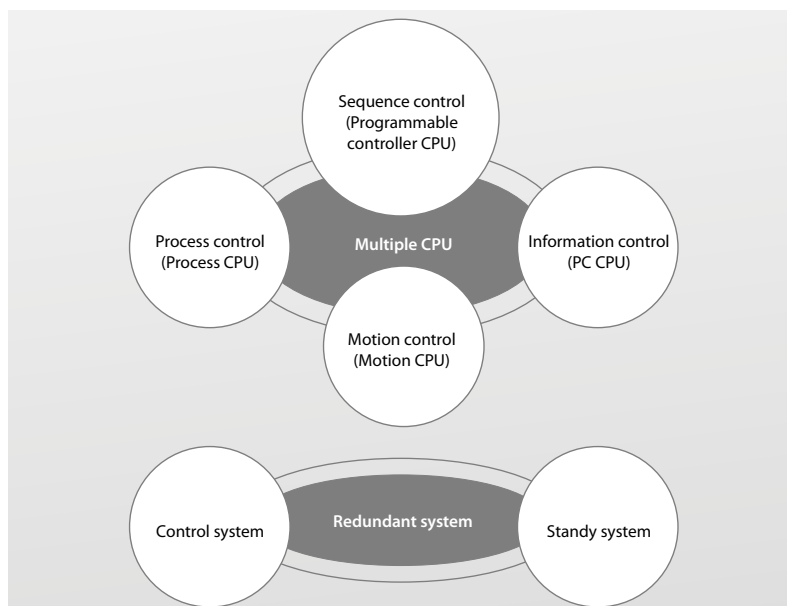 Sequence control
(Programmable
controller CPU)
Process control
(Process CPU)
Multiple CPU
Information control
(PC CPU)
Motion control
(Motion CPU)
Control system
Redundant system
Standy system